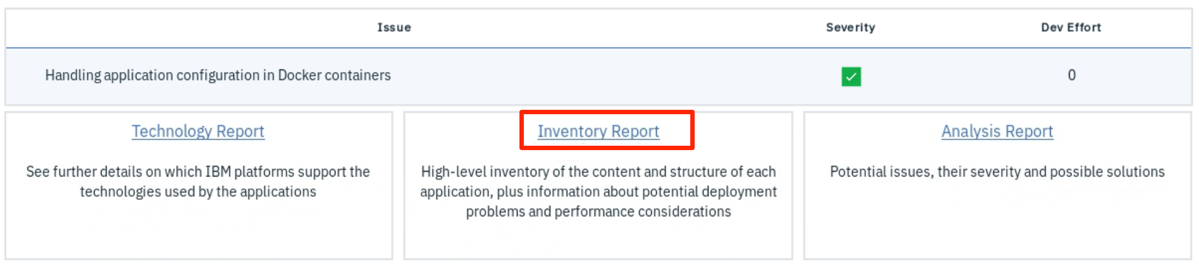 Issue Severity Dev Effort
Handling application configuration in Docker containers 0
Technology Report
See further details on which IBM platforms support the
technologies used by the applications
Inventory Report
High-level inventory of the content and structure of each
application, plus information about potential deployment
problems and performance considerations
Analysis Report
Potential issues, their severity and possible solutions